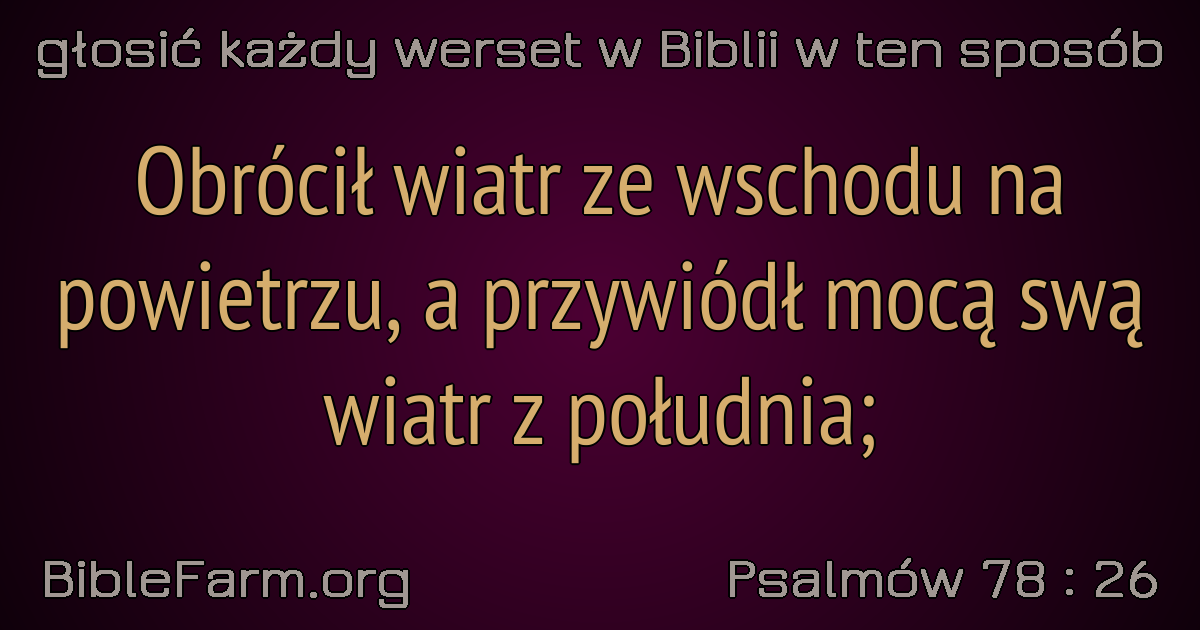 głosić każdy werset w Biblii w ten sposób
Obrócił wiatr ze wschodu na
powietrzu, a przywiódł mocą swą
wiatr z południa;
BibleFarm.org
Psalmów 78 : 26